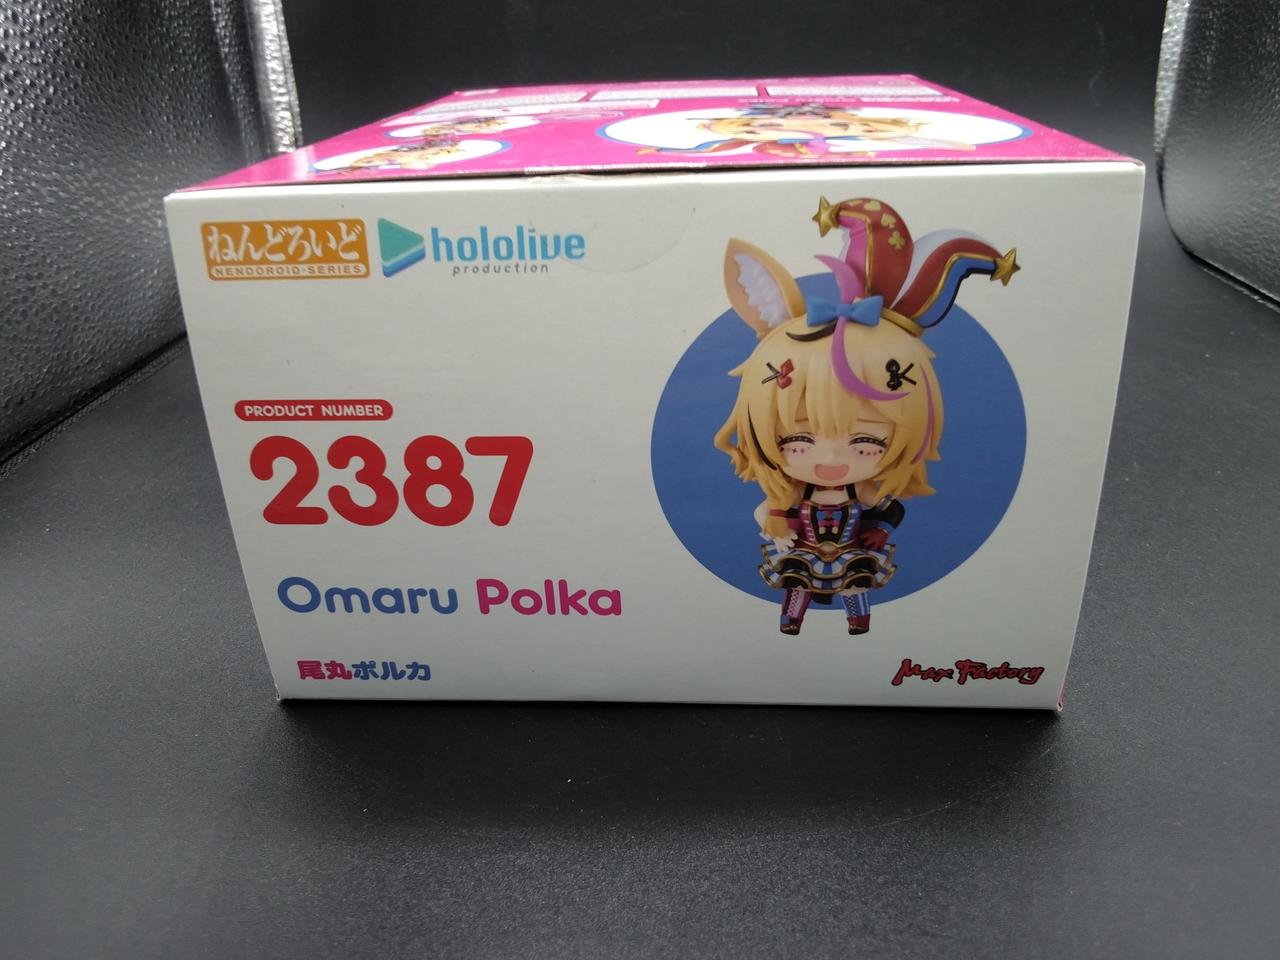 ねんどろいど
NENDOROID-SERIES
hololive
production
PRODUCT NUMBER
2387
Omaru Polka
尾丸ポルカ
Max Factory